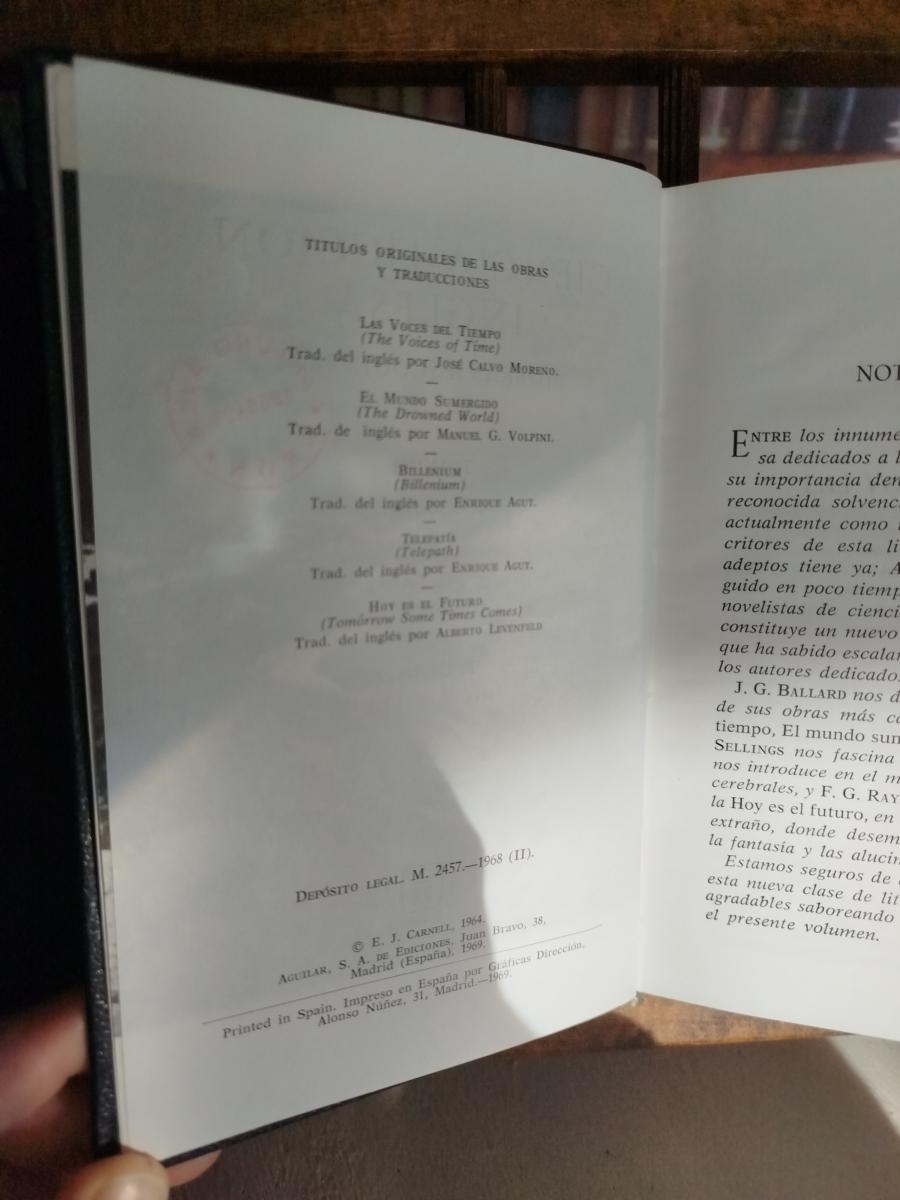 TITULOS ORIGINALES DE LAS OBRAS
Y TRADUCCIONES
LAS VOCES DEL TIEMPO
(The Voices of Time)
Trad. del inglés por JOSÉ CALVO MORENO.
—
EL MUNDO SUMERGIDO
(The Drowned World)
Trad. de inglés por MANUEL G. VOLPINI.
—
BILLENIUM
(Billenium)
Trad. del inglés por ENRIQUE AGUT.
—
TELEPATÍA
(Telepath)
Trad. del inglés por ENRIQUE AGUT.
—
HOY ES EL FUTURO
(Tomorrow Some Times Comes)
Trad. del inglés por ALBERTO LEVENFELD
DEPÓSITO LEGAL. M. 2457.—1968 (II).
© E. J. CARNELL, 1964.
AGUILAR, S. A. DE EDICIONES, Juan Bravo, 38,
Madrid (España), 1969.
Printed in Spain. Impreso en España por Gráficas Dirección,
Alonso Núñez, 31, Madrid.—1969.
NOT
ENTRE los innume
sa dedicados a l
su importancia den
reconocida solvenc
actualmente como l
critores de esta li
adeptos tiene ya; A
guido en poco tiemp
novelistas de cienci
constituye un nuevo
que ha sabido escalar
los autores dedicado
J. G. BALLARD nos d
de sus obras más co
tiempo, El mundo sum
SELLINGS nos fascina
nos introduce en el m
cerebrales, y F. G. RAY
la Hoy es el futuro, en
extraño, donde desem
la fantasía y las alucin
Estamos seguros de
esta nueva clase de lit
agradables saboreando
el presente volumen.